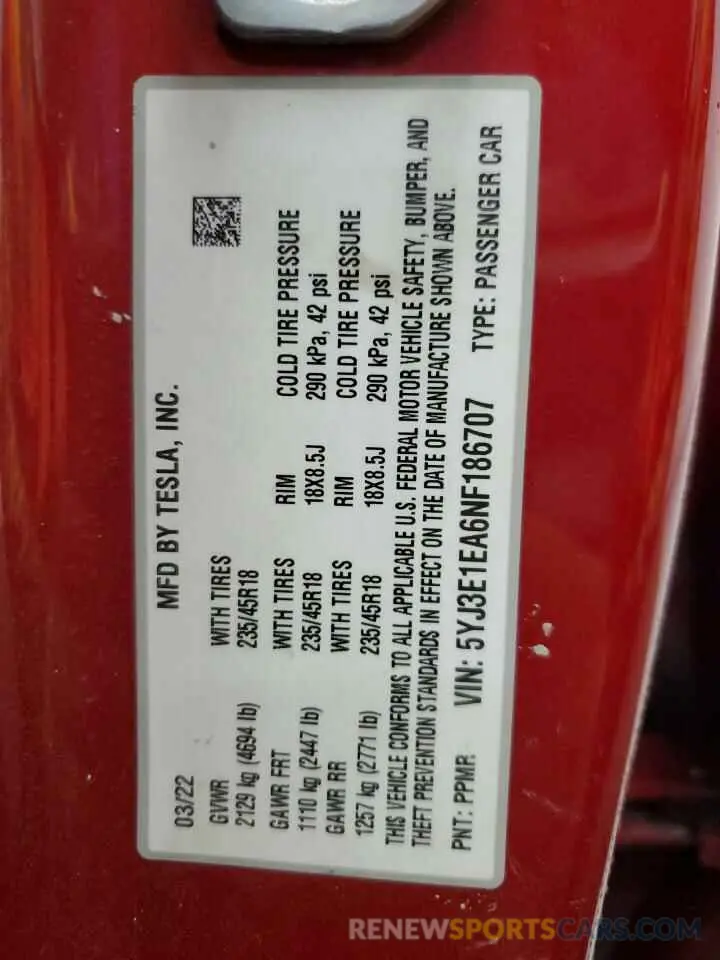 MFD BY TESLA, INC.
03/22
GVWR WITH TIRES
2129 kg (4694 lb) 235/45R18
GAWR FRT WITH TIRES RIM COLD TIRE PRESSURE
1110 kg (2447 lb) 235/45R18 18X8.5J 290 kPa, 42 psi
GAWR RR WITH TIRES RIM COLD TIRE PRESSURE
1257 kg (2771 lb) 235/45R18 18X8.5J 290 kPa, 42 psi
THIS VEHICLE CONFORMS TO ALL APPLICABLE U.S. FEDERAL MOTOR VEHICLE SAFETY, BUMPER, AND
THEFT PREVENTION STANDARDS IN EFFECT ON THE DATE OF MANUFACTURE SHOWN ABOVE.
PNT: PPMR VIN: 5YJ3E1EA6NF186707 TYPE: PASSENGER CAR
RENEWSPORTSCARS.COM